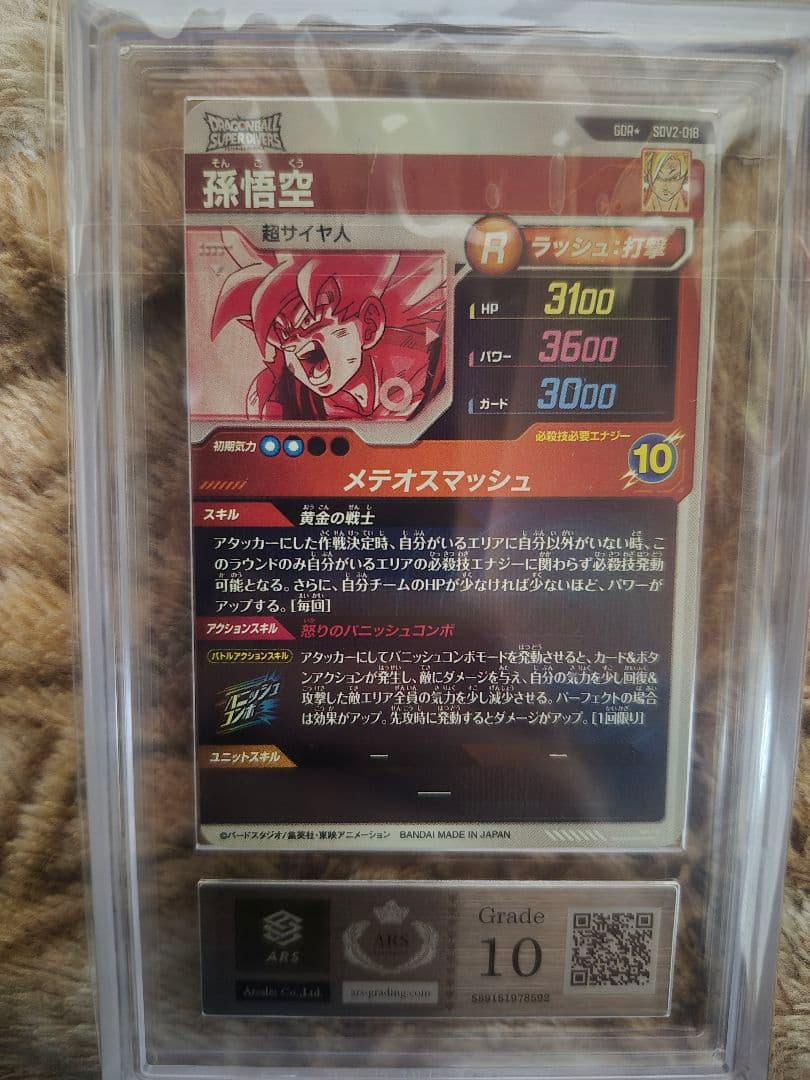 DRAGONBALL
SUPER DIVERS
GDR★ SDV2-018
そん ご くう
孫悟空
超サイヤ人
R ラッシュ:打撃
HP 3100
パワー 3600
ガード 3000
初期気力
必殺技必要エナジー
10
メテオスマッシュ
スキル 黄金の戦士
アタッカーにした作戦決定時、自分がいるエリアに自分以外がいない時、こ
のラウンドのみ自分がいるエリアの必殺技エナジーに関わらず必殺技発動
可能となる。さらに、自分チームのHPが少なければ少ないほど、パワーが
アップする。[毎回]
アクションスキル 怒りのバニッシュコンボ
バトルアクションスキル
バニッシュ
コンボ
アタッカーにしてバニッシュコンボモードを発動させると、カード&ボタ
ンアクションが発生し、敵にダメージを与え、自分の気力を少し回復&
攻撃した敵エリア全員の気力を少し減少させる。パーフェクトの場合
は効果がアップ。先攻時に発動するとダメージがアップ。[1回限り]
ユニットスキル ー ー
ー
©バードスタジオ/集英社・東映アニメーション BANDAI MADE IN JAPAN
ARS
Arsales Co.,Ltd.
ARS
ars-grading.com
Grade
10
589151978592